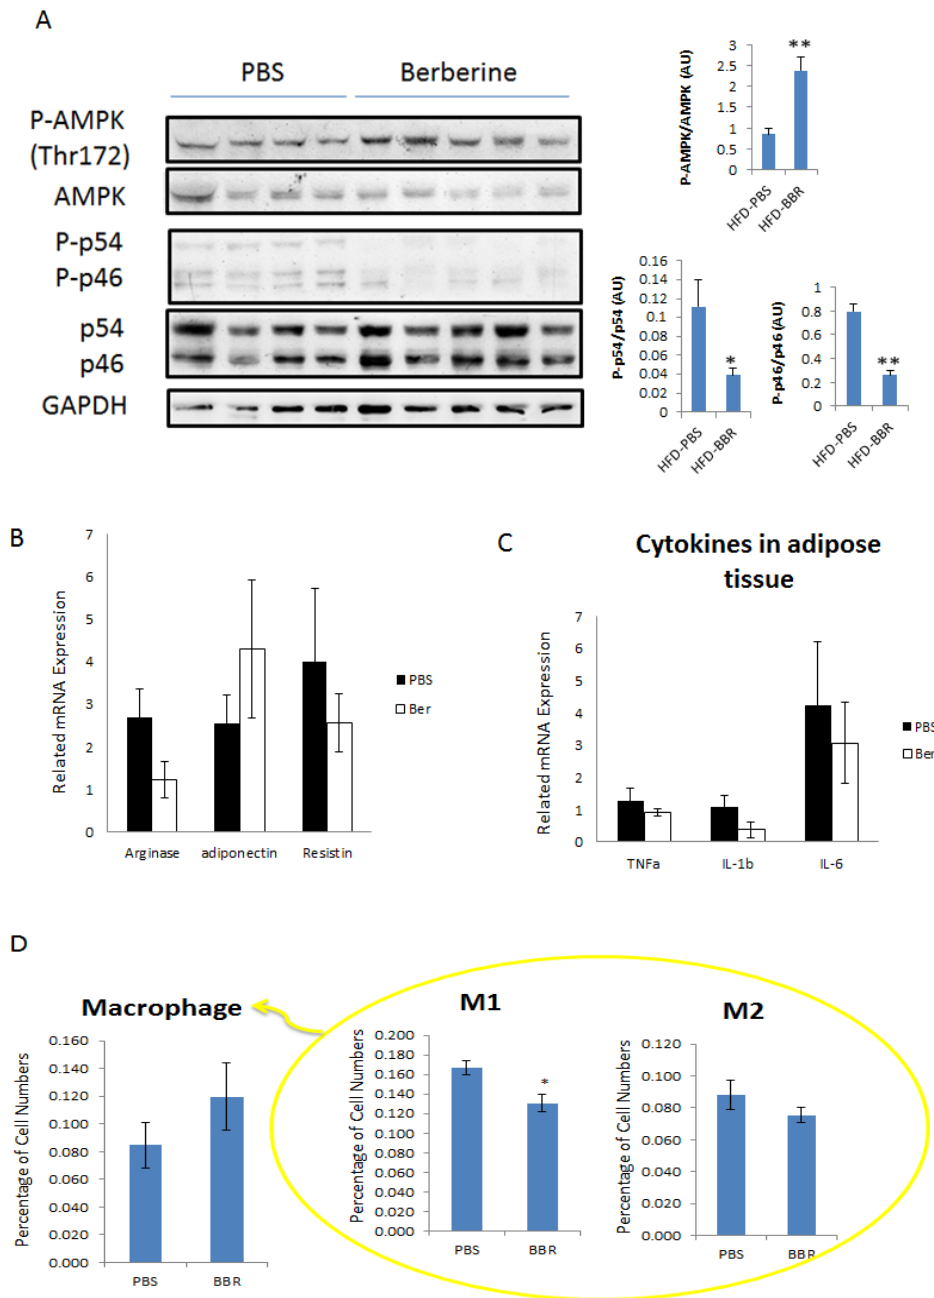 A
PBS Berberine
P-AMPK
(Thr172)
AMPK
P-p54
P-p46
p54
p46
GAPDH
P-AMPK/AMPK (AU)
3
2.5
2
1.5
1
0.5
0
**
HFD-PBS
HFD-BBR
P-p54/p54 (AU)
0.16
0.14
0.12
0.1
0.08
0.06
0.04
0.02
0
*
HFD-PBS
HFD-BBR
P-p46/p46 (AU)
1
0.8
0.6
0.4
0.2
0
**
HFD-PBS
HFD-BBR
B
Related mRNA Expression
7
6
5
4
3
2
1
0
Arginase adiponectin Resistin
PBS
Ber
C
Cytokines in adipose
tissue
Related mRNA Expression
7
6
5
4
3
2
1
0
TNFa IL-1b IL-6
PBS
Ber
D
Macrophage
Percentage of Cell Numbers
0.160
0.140
0.120
0.100
0.080
0.060
0.040
0.020
0.000
PBS BBR
M1
Percentage of Cell Numbers
0.200
0.180
0.160
0.140
0.120
0.100
0.080
0.060
0.040
0.020
0.000
*
PBS BBR
M2
Percentage of Cell Numbers
0.120
0.100
0.080
0.060
0.040
0.020
0.000
PBS BBR